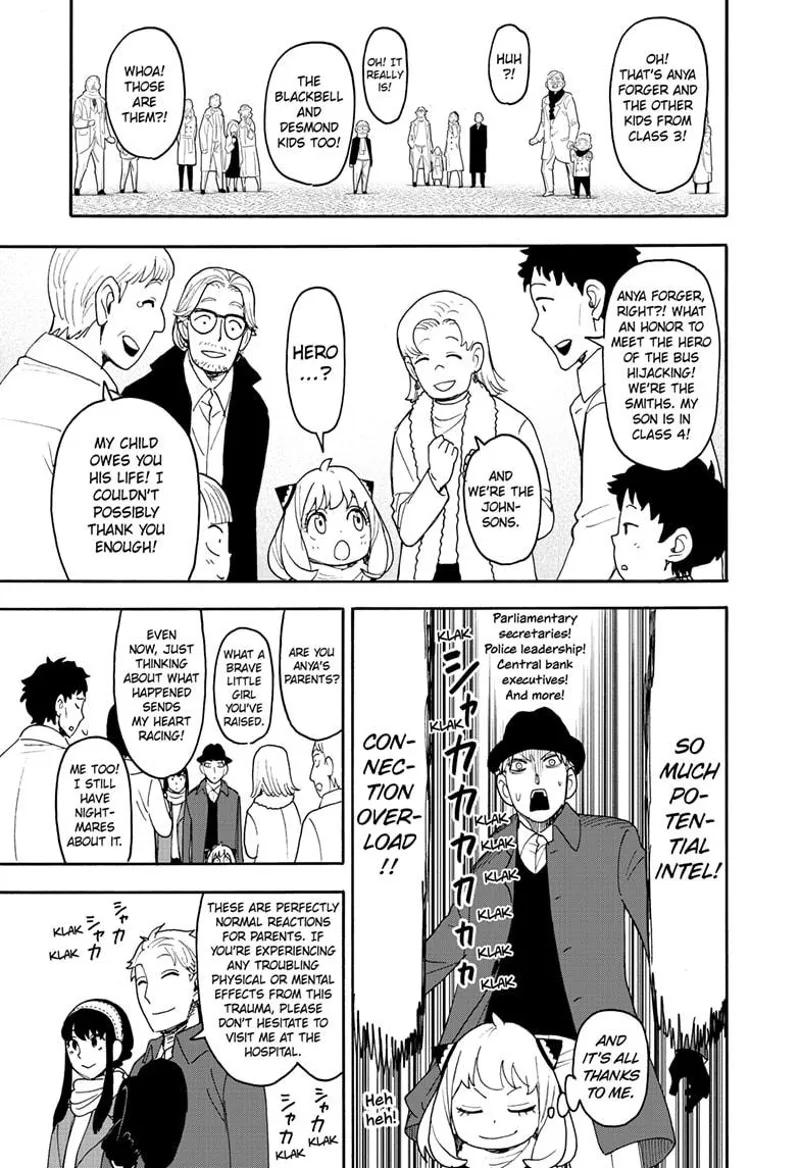 OH!
THAT'S ANYA
FORGER AND
THE OTHER
KIDS FROM
CLASS 3!
HUH
?!
OH! IT
REALLY
IS!
THE
BLACKBELL
AND
DESMOND
KIDS TOO!
WHOA!
THOSE
ARE
THEM?!
ANYA FORGER,
RIGHT?! WHAT
AN HONOR TO
MEET THE HERO
OF THE BUS
HIJACKING!
WE'RE THE
SMITHS. MY
SON IS IN
CLASS 4!
AND
WE'RE THE
JOHN-
SONS.
HERO
...?
MY CHILD
OWES YOU
HIS LIFE! I
COULDN'T
POSSIBLY
THANK YOU
ENOUGH!
ARE YOU
ANYA'S
PARENTS?
WHAT A
BRAVE
LITTLE
GIRL
YOU'VE
RAISED.
EVEN
NOW, JUST
THINKING
ABOUT WHAT
HAPPENED
SENDS
MY HEART
RACING!
ME TOO!
I STILL
HAVE
NIGHT-
MARES
ABOUT IT.
Parliamentary
secretaries!
Police leadership!
Central bank
executives!
And more!
SO
MUCH
PO-
TEN-
TIAL
INTEL!
KLAK
KLAK
シャカカカカカカ
KLAK
KLAK
KLAK
KLAK
KLAK
KLAK
KLAK
CON-
NEC-
TION
OVER-
LOAD
!!
AND
IT'S ALL
THANKS
TO ME.
Heh
heh!
THESE ARE PERFECTLY
NORMAL REACTIONS
FOR PARENTS. IF
YOU'RE EXPERIENCING
ANY TROUBLING
PHYSICAL OR MENTAL
EFFECTS FROM THIS
TRAUMA, PLEASE
DON'T HESITATE TO
VISIT ME AT THE
HOSPITAL.
シャカ
シャカ
KLAK
KLAK
シャカ
シャカ
KLAK
KLAK